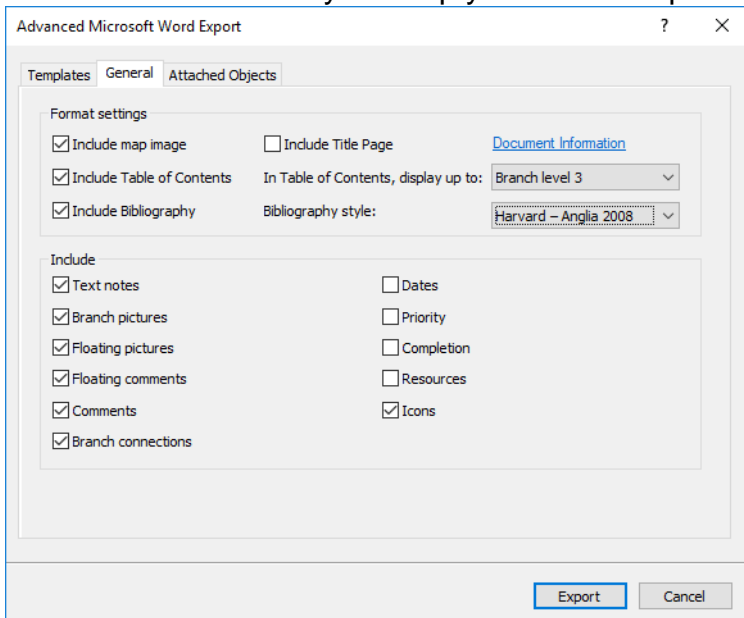 Advanced Microsoft Word Export
Templates General Attached Objects
Format settings
Include map image Include Title Page Document Information
Include Table of Contents In Table of Contents, display up to: Branch level 3
Include Bibliography Bibliography style: Harvard – Anglia 2008
Include
Text notes Dates
Branch pictures Priority
Floating pictures Completion
Floating comments Resources
Comments Icons
Branch connections
Export Cancel